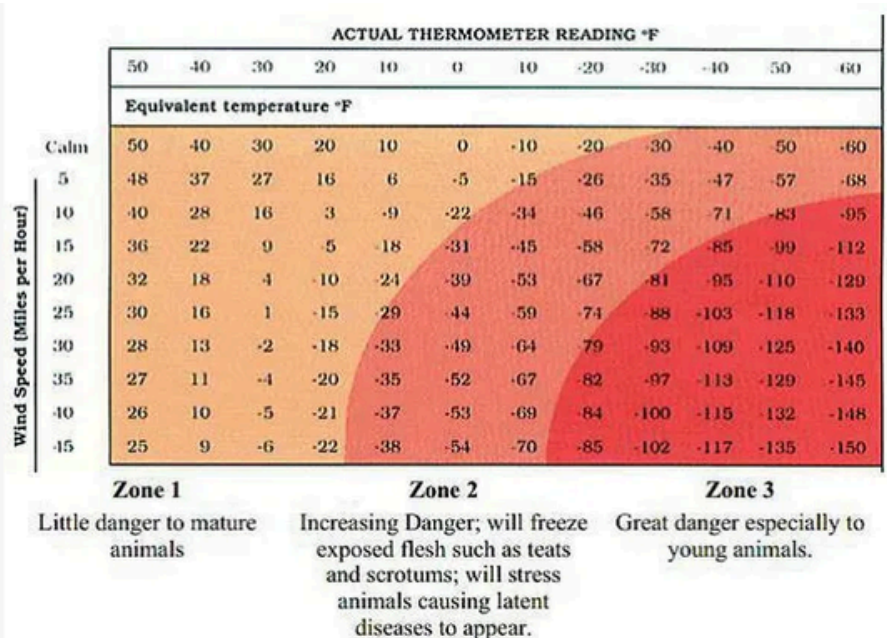 ACTUAL THERMOMETER READING °F
50 40 30 20 10 0 10 -20 -30 -40 50 60
Equivalent temperature °F
Calm 50 40 30 20 10 0 -10 -20 -30 -40 50 -60
5 48 37 27 16 6 -5 -15 -26 -35 -47 -57 -68
10 40 28 16 3 -9 -22 -34 -46 -58 -71 -83 -95
15 36 22 9 -5 18 -31 -45 -58 -72 -85 -99 -112
20 32 18 4 -10 -24 -39 -53 -67 -81 -95 -110 -129
25 30 16 1 -15 -29 -44 -59 -74 -88 -103 -118 -133
30 28 13 -2 -18 -33 -49 -64 -79 -93 -109 -125 -140
35 27 11 -4 -20 -35 -52 -67 -82 -97 -113 -129 -145
40 26 10 -5 -21 -37 -53 -69 -84 -100 -115 -132 -148
45 25 9 -6 -22 -38 -54 -70 -85 -102 -117 -135 -150
Wind Speed (Miles per Hour)
Zone 1
Little danger to mature
animals
Zone 2
Increasing Danger; will freeze
exposed flesh such as teats
and scrotums; will stress
animals causing latent
diseases to appear.
Zone 3
Great danger especially to
young animals.